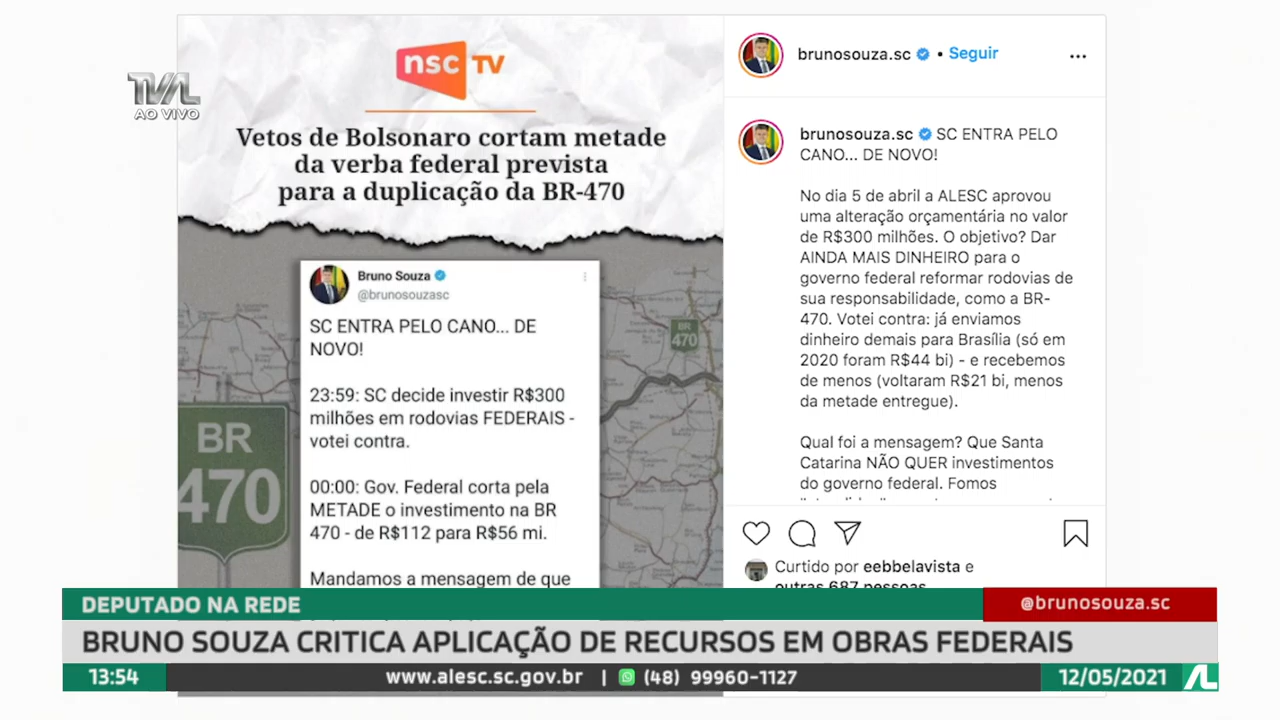 nsc TV
TVAL
AO VIVO
Vetos de Bolsonaro cortam metade
da verba federal prevista
para a duplicação da BR-470
Bruno Souza
@brunosouzasc
SC ENTRA PELO CANO... DE
NOVO!
23:59: SC decide investir R$300
milhões em rodovias FEDERAIS -
votei contra.
00:00: Gov. Federal corta pela
METADE o investimento na BR
470 - de R$112 para R$56 mi.
Mandamos a mensagem de que
BR
470
BR
470
brunosouza.sc • Seguir
brunosouza.sc SC ENTRA PELO
CANO... DE NOVO!
No dia 5 de abril a ALESC aprovou
uma alteração orçamentária no valor
de R$300 milhões. O objetivo? Dar
AINDA MAIS DINHEIRO para o
governo federal reformar rodovias de
sua responsabilidade, como a BR-
470. Votei contra: já enviamos
dinheiro demais para Brasília (só em
2020 foram R$44 bi) - e recebemos
de menos (voltaram R$21 bi, menos
da metade entregue).
Qual foi a mensagem? Que Santa
Catarina NÃO QUER investimentos
do governo federal. Fomos
Curtido por eebbelavista e
outras 687 pessoas
DEPUTADO NA REDE
@brunosouza.sc
BRUNO SOUZA CRITICA APLICAÇÃO DE RECURSOS EM OBRAS FEDERAIS
13:54 www.alesc.sc.gov.br | (48) 99960-1127 12/05/2021